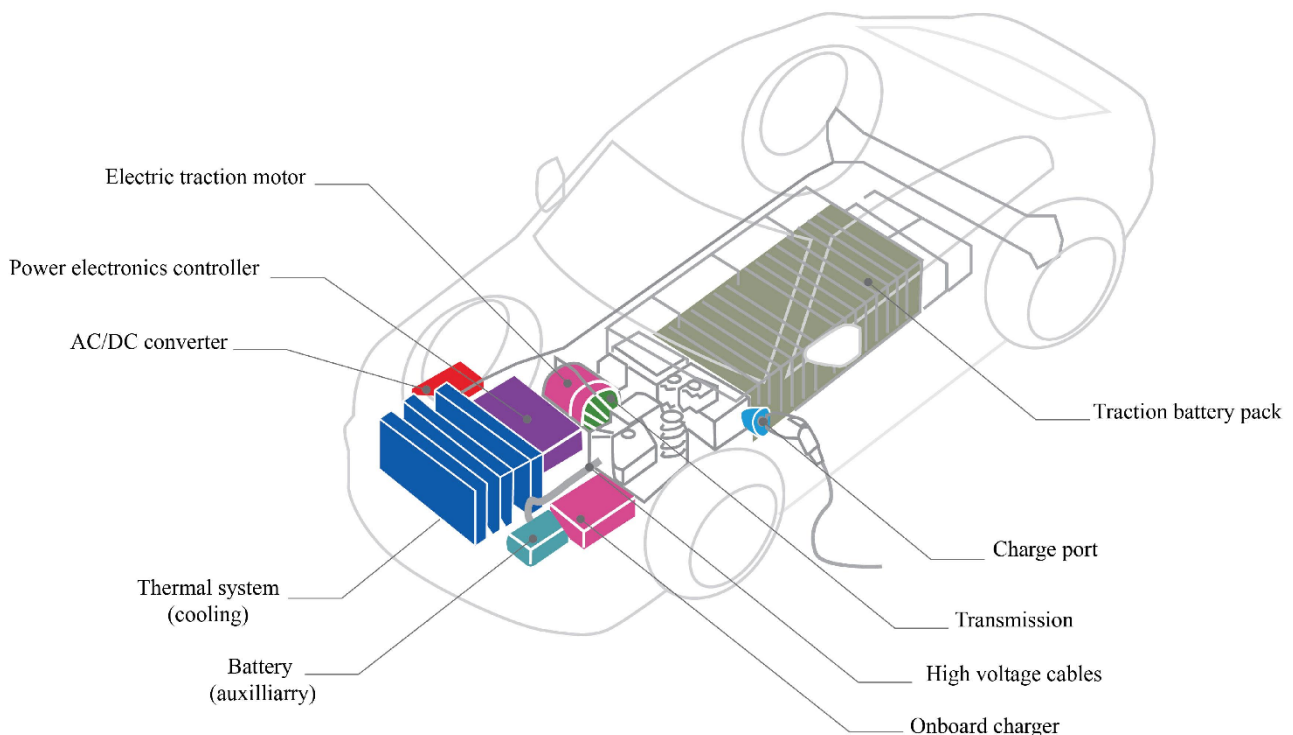 Electric traction motor
Power electronics controller
AC/DC converter
Thermal system
(cooling)
Battery
(auxilliarry)
Traction battery pack
Charge port
Transmission
High voltage cables
Onboard charger